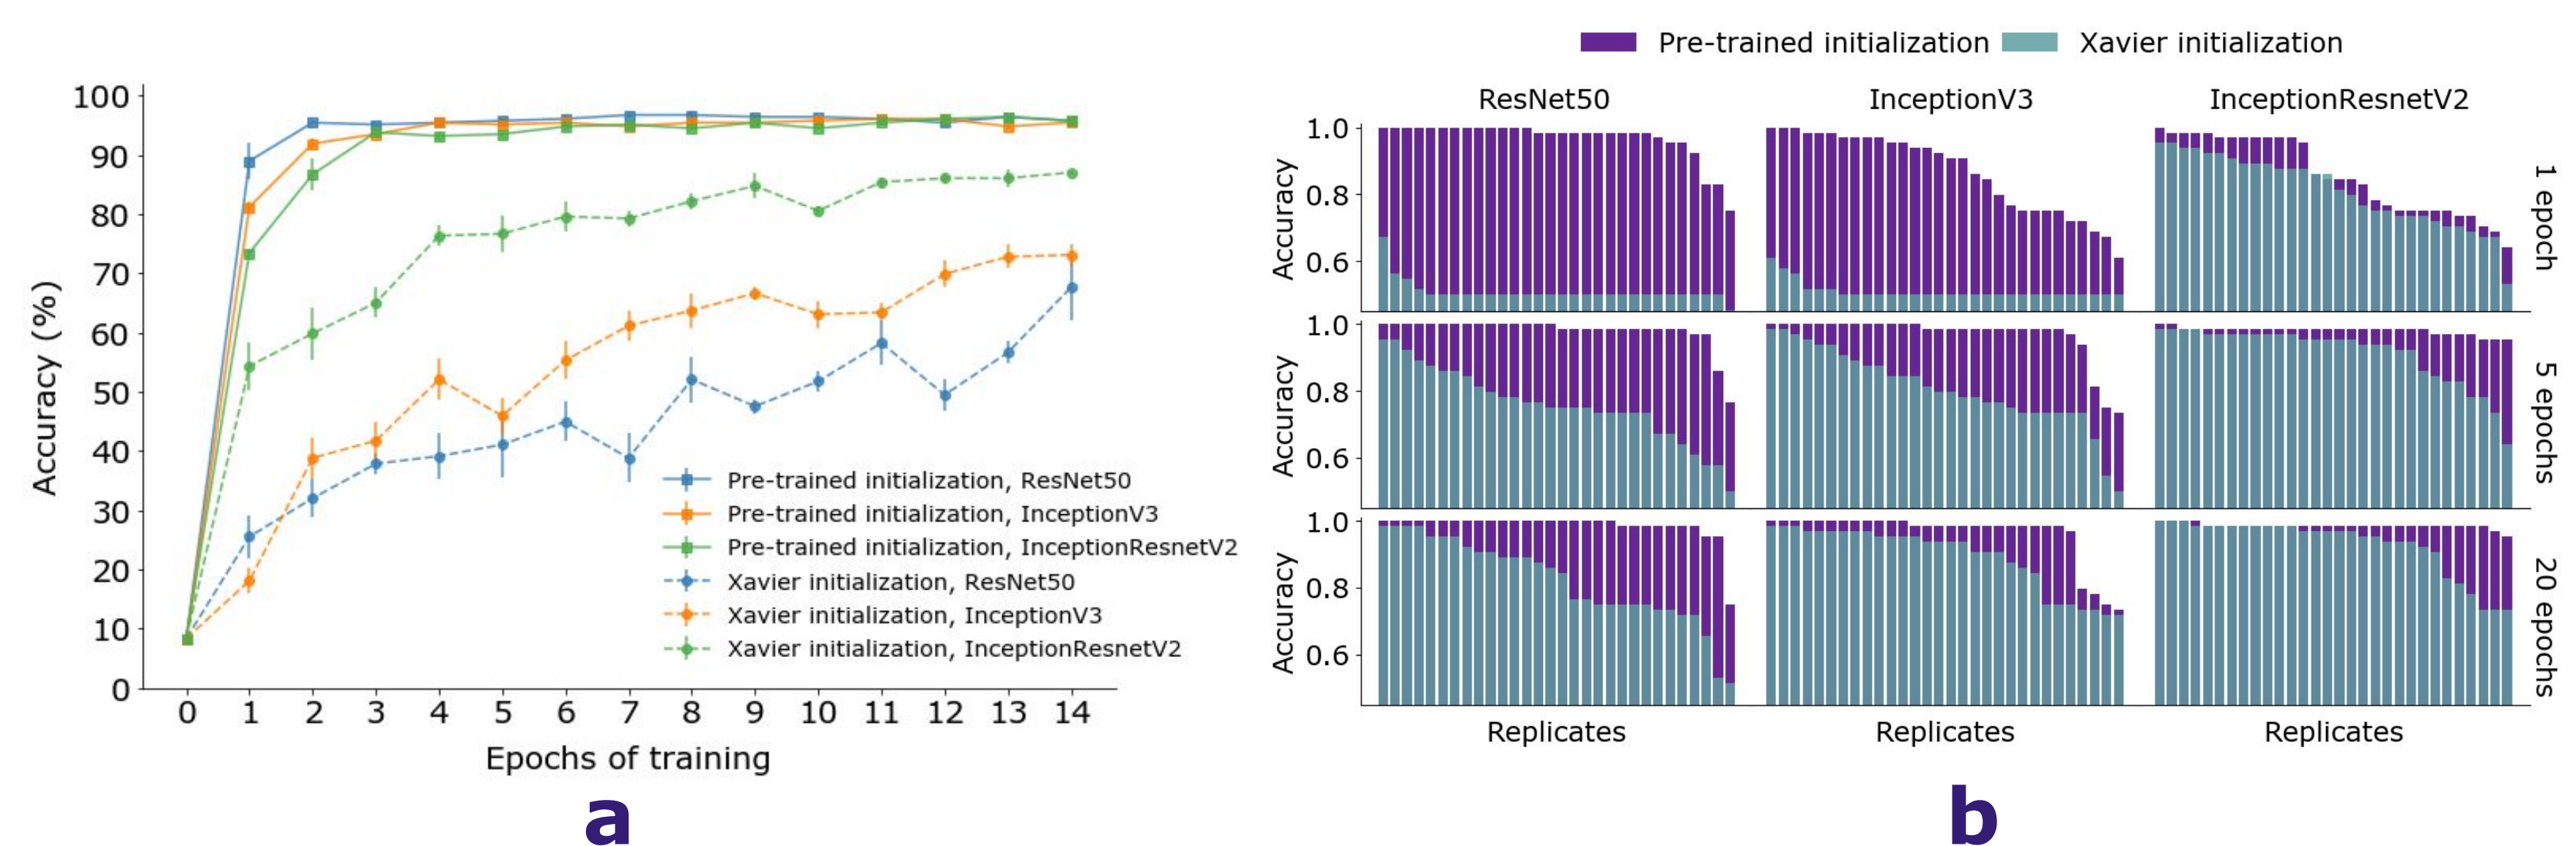 100
90
80
70
60
50
40
30
20
10
0
Accuracy (%)
0 1 2 3 4 5 6 7 8 9 10 11 12 13 14
Epochs of training
Pre-trained initialization, ResNet50
Pre-trained initialization, InceptionV3
Pre-trained initialization, InceptionResnetV2
Xavier initialization, ResNet50
Xavier initialization, InceptionV3
Xavier initialization, InceptionResnetV2
a
Pre-trained initialization Xavier initialization
ResNet50 InceptionV3 InceptionResnetV2
1.0
0.8
0.6
Accuracy
1 epoch
1.0
0.8
0.6
Accuracy
5 epochs
1.0
0.8
0.6
Accuracy
20 epochs
Replicates Replicates Replicates
b